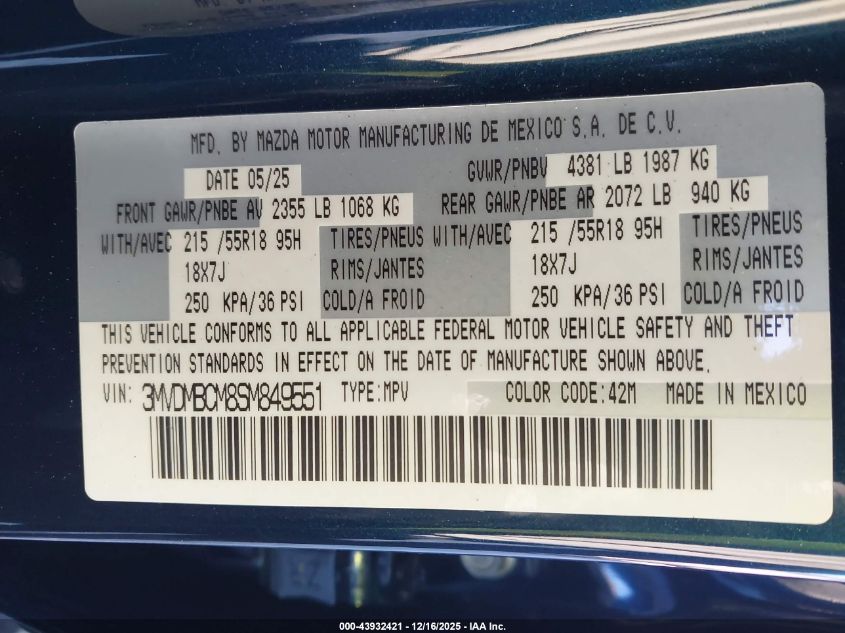 MFD. BY MAZDA MOTOR MANUFACTURING DE MEXICO S.A. DE C.V.
DATE 05/25 GVWR/PNBV 4381 LB 1987 KG
FRONT GAWR/PNBE AV 2355 LB 1068 KG REAR GAWR/PNBE AR 2072 LB 940 KG
WITH/AVEC 215 /55R18 95H TIRES/PNEUS WITH/AVEC 215 /55R18 95H TIRES/PNEUS
18X7J RIMS/JANTES 18X7J RIMS/JANTES
250 KPA/36 PSI COLD/A FROID 250 KPA/36 PSI COLD/A FROID
THIS VEHICLE CONFORMS TO ALL APPLICABLE FEDERAL MOTOR VEHICLE SAFETY AND THEFT
PREVENTION STANDARDS IN EFFECT ON THE DATE OF MANUFACTURE SHOWN ABOVE.
VIN: 3MVDMBCM8SM849551 TYPE:MPV COLOR CODE:42M MADE IN MEXICO
000-43932421 - 12/16/2025 - IAA Inc.